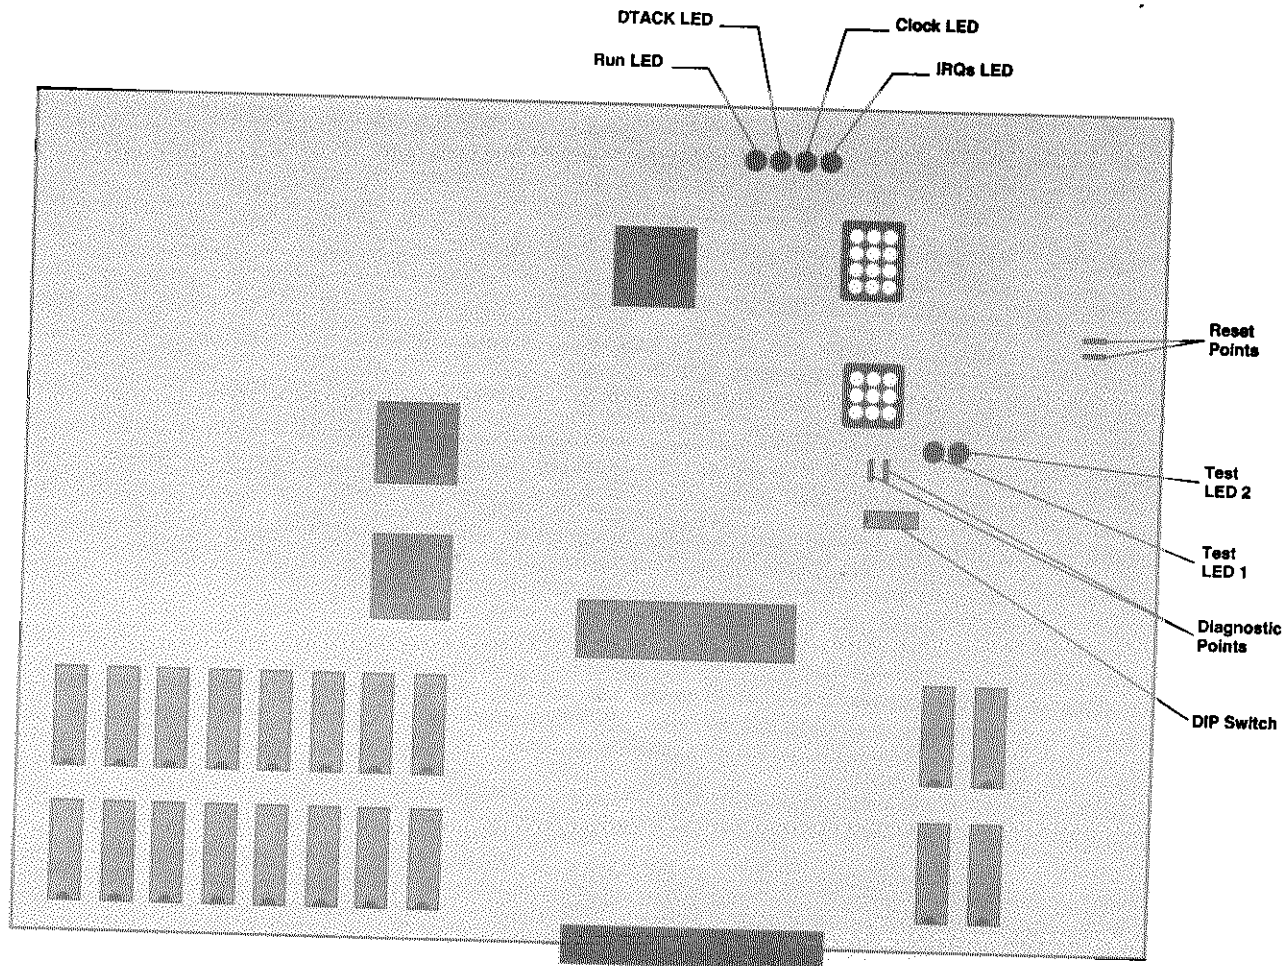 DTACK LED
Clock LED
Run LED
IRQs LED
Reset
Points
Test
LED 2
Test
LED 1
Diagnostic
Points
DIP Switch